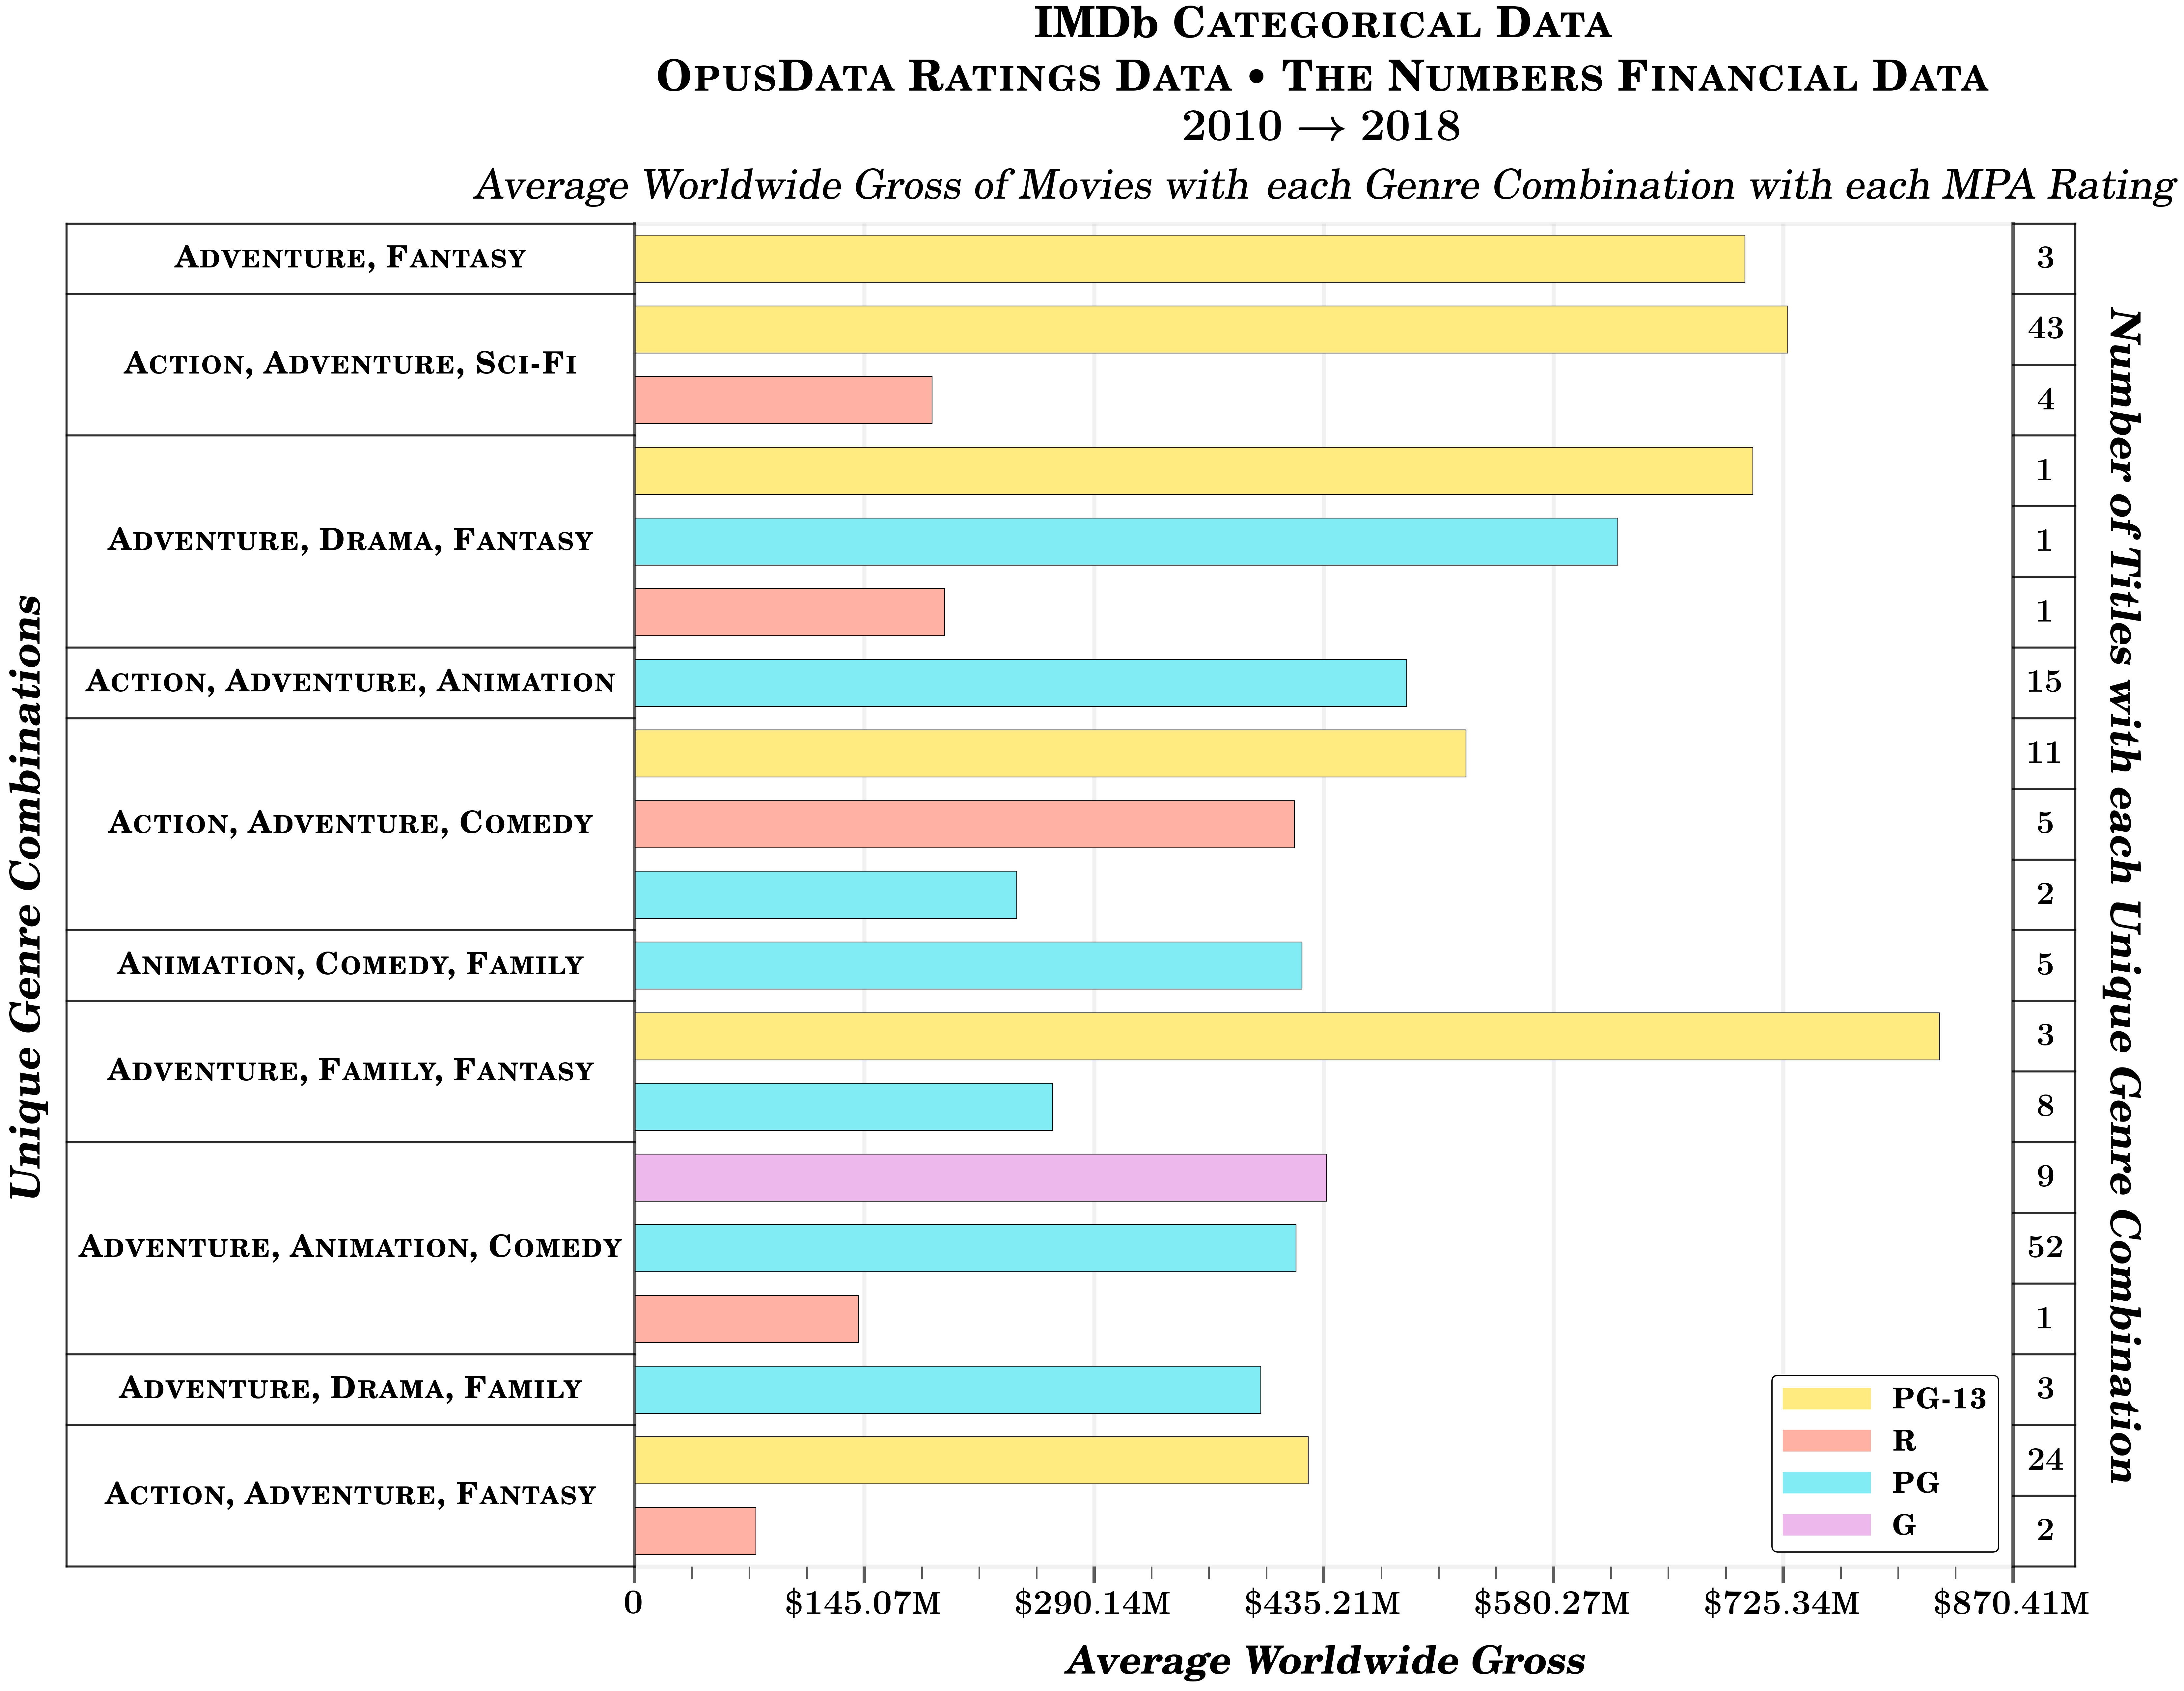 IMDb Categorical Data
OpusData Ratings Data • The Numbers Financial Data
2010 → 2018
Average Worldwide Gross of Movies with each Genre Combination with each MPA Rating
Unique Genre Combinations
Adventure, Fantasy
Action, Adventure, Sci-Fi
Adventure, Drama, Fantasy
Action, Adventure, Animation
Action, Adventure, Comedy
Animation, Comedy, Family
Adventure, Family, Fantasy
Adventure, Animation, Comedy
Adventure, Drama, Family
Action, Adventure, Fantasy
3
43
4
1
1
1
15
11
5
2
5
3
8
9
52
1
3
24
2
Number of Titles with each Unique Genre Combination
PG-13
R
PG
G
0 $145.07M $290.14M $435.21M $580.27M $725.34M $870.41M
Average Worldwide Gross